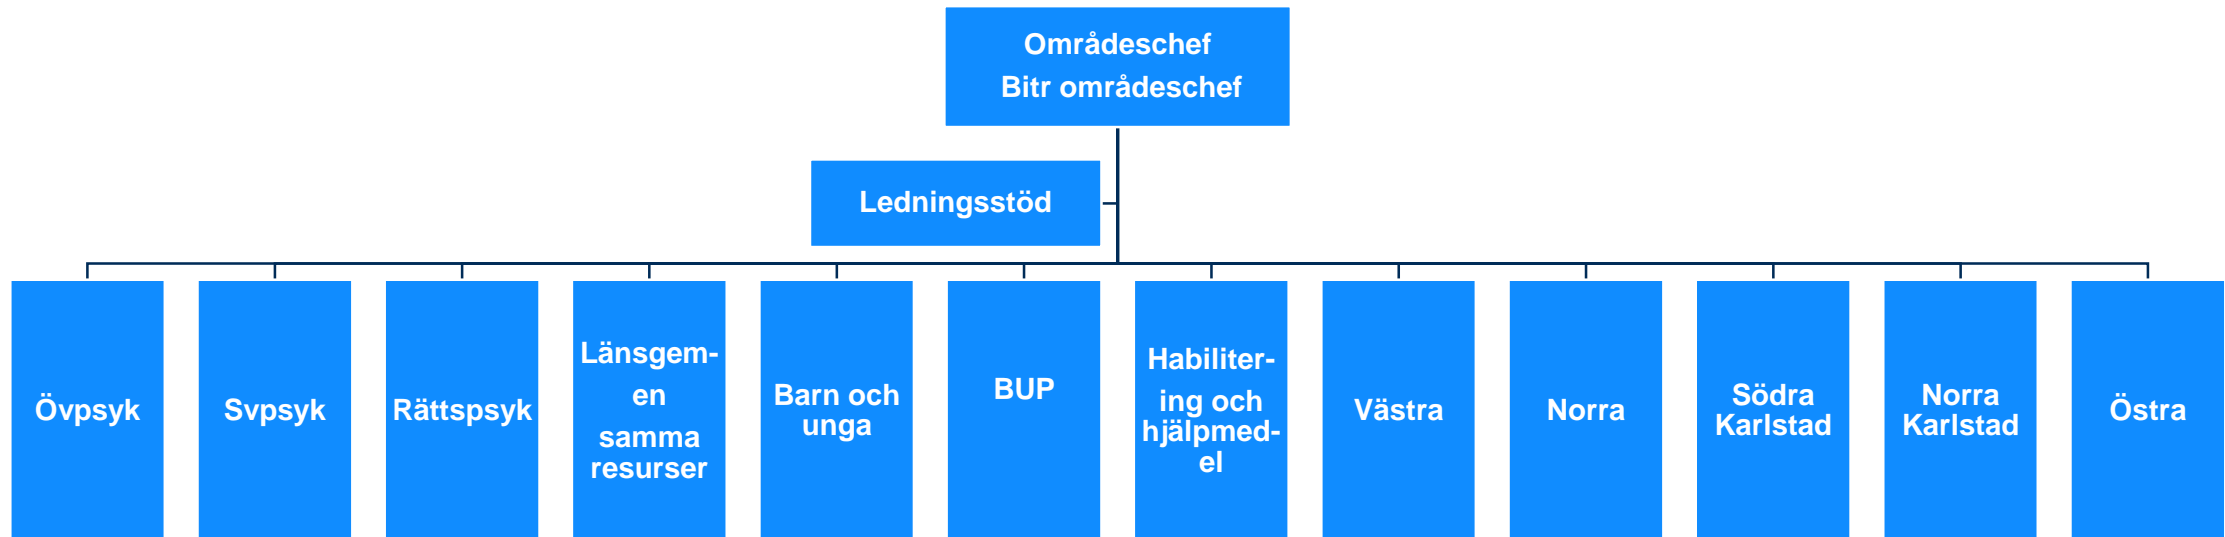 Områdeschef
Bitr områdeschef
Ledningsstöd
Övpsyk
Svpsyk
Rättspsyk
Länsgem-
en
samma
resurser
Barn och
unga
BUP
Habiliter-
ing och
hjälpmed-
el
Västra
Norra
Södra
Karlstad
Norra
Karlstad
Östra